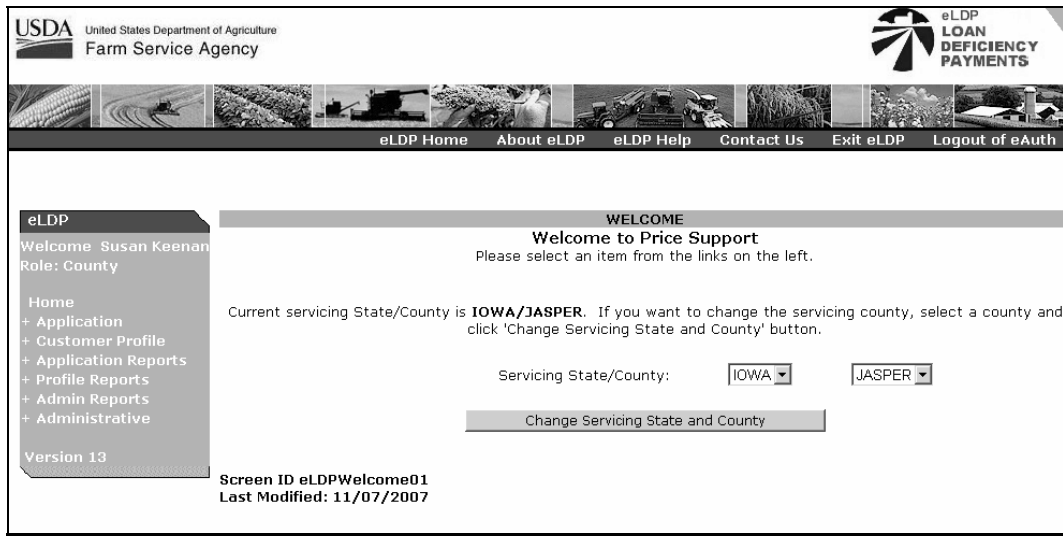 USDA
United States Department of Agriculture
Farm Service Agency
eLDP
LOAN
DEFICIENCY
PAYMENTS
eLDP Home About eLDP eLDP Help Contact Us Exit eLDP Logout of eAuth
eLDP
Welcome Susan Keenan
Role: County
Home
+ Application
+ Customer Profile
+ Application Reports
+ Profile Reports
+ Admin Reports
+ Administrative
Version 13
WELCOME
Welcome to Price Support
Please select an item from the links on the left.
Current servicing State/County is IOWA/JASPER. If you want to change the servicing county, select a county and
click 'Change Servicing State and County' button.
Servicing State/County: IOWA JASPER
Change Servicing State and County
Screen ID eLDPWelcome01
Last Modified: 11/07/2007